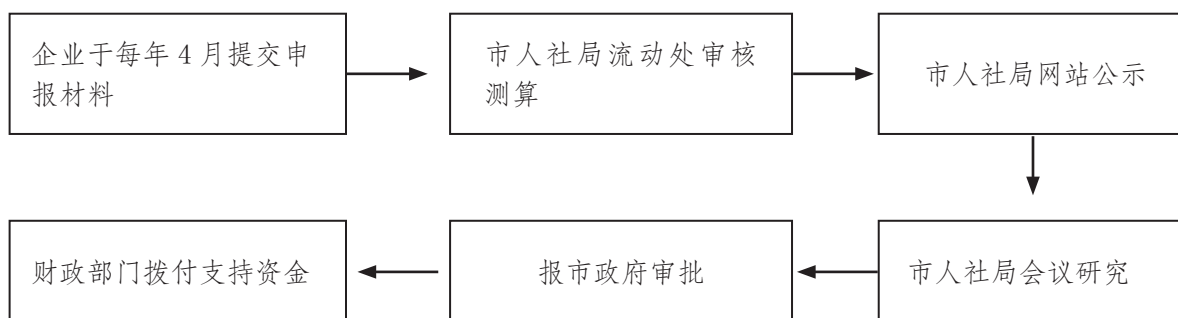 企业于每年4月提交申
报材料
市人社局流动处审核
测算
市人社局网站公示
市人社局会议研究
报市政府审批
财政部门拨付支持资金